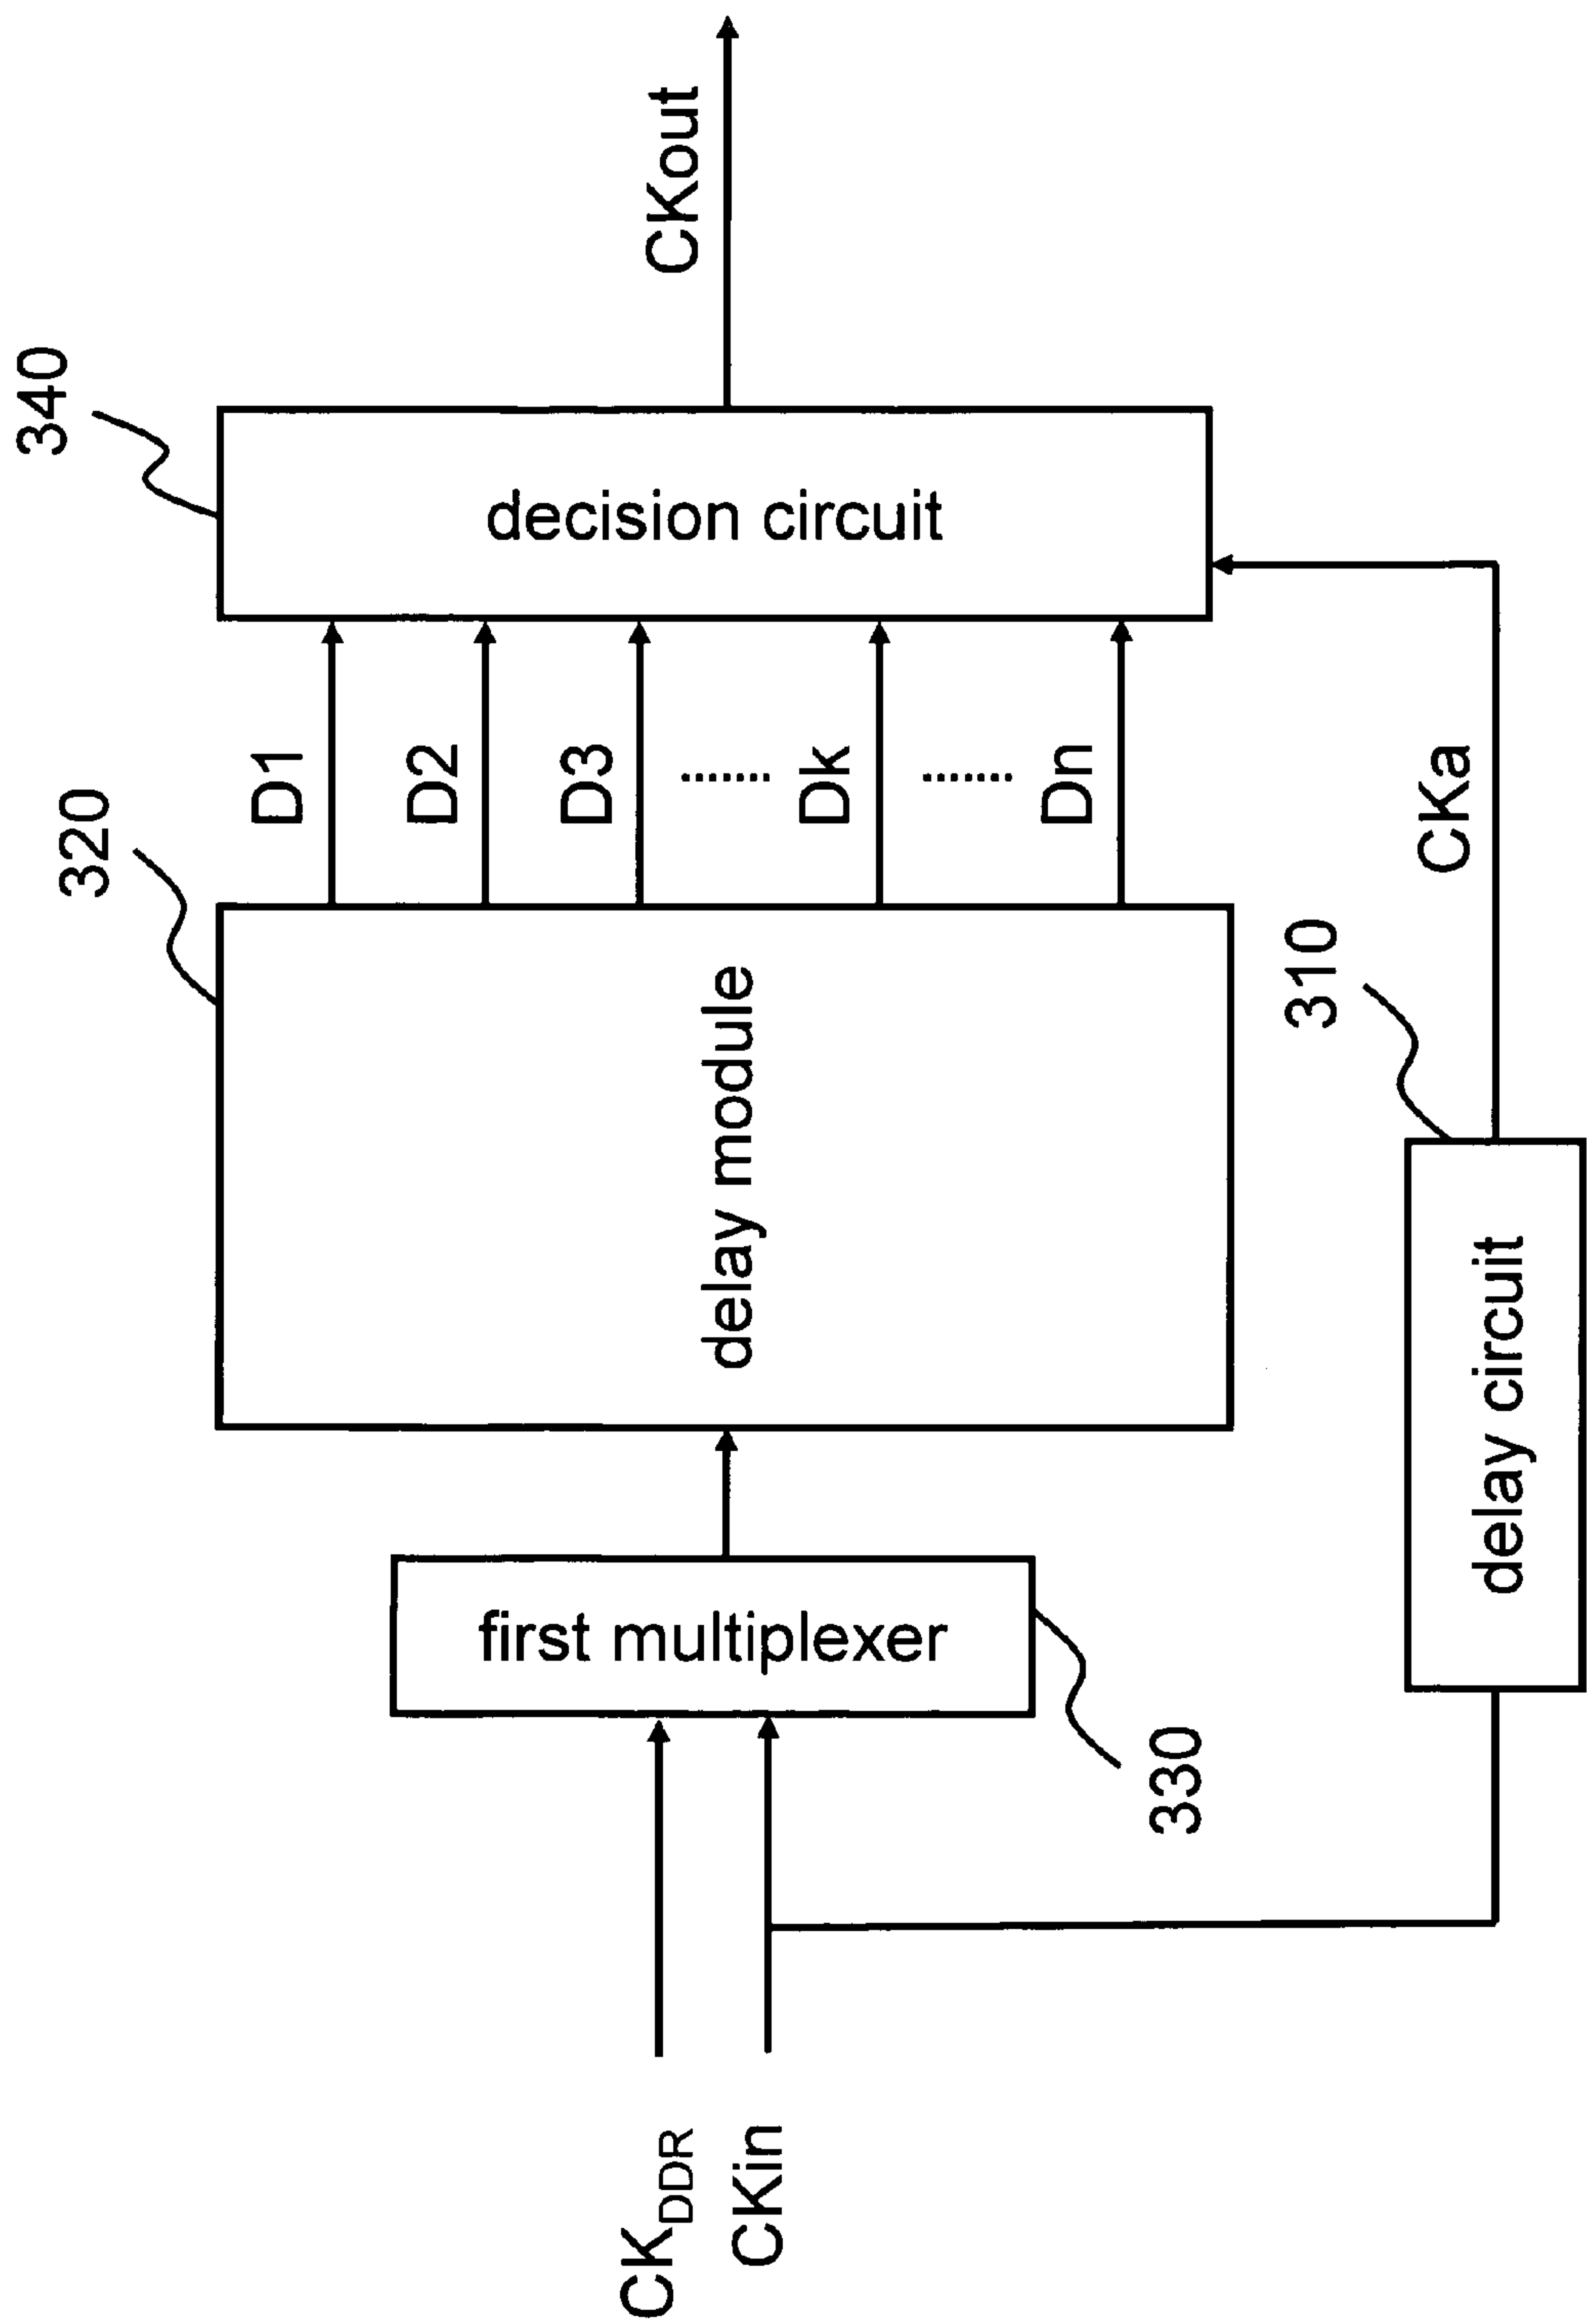 CK_DDR
CKin
first multiplexer
330
delay module
320
D1
D2
D3
........
Dk
........
Dn
decision circuit
340
CKout
delay circuit
310
CKa